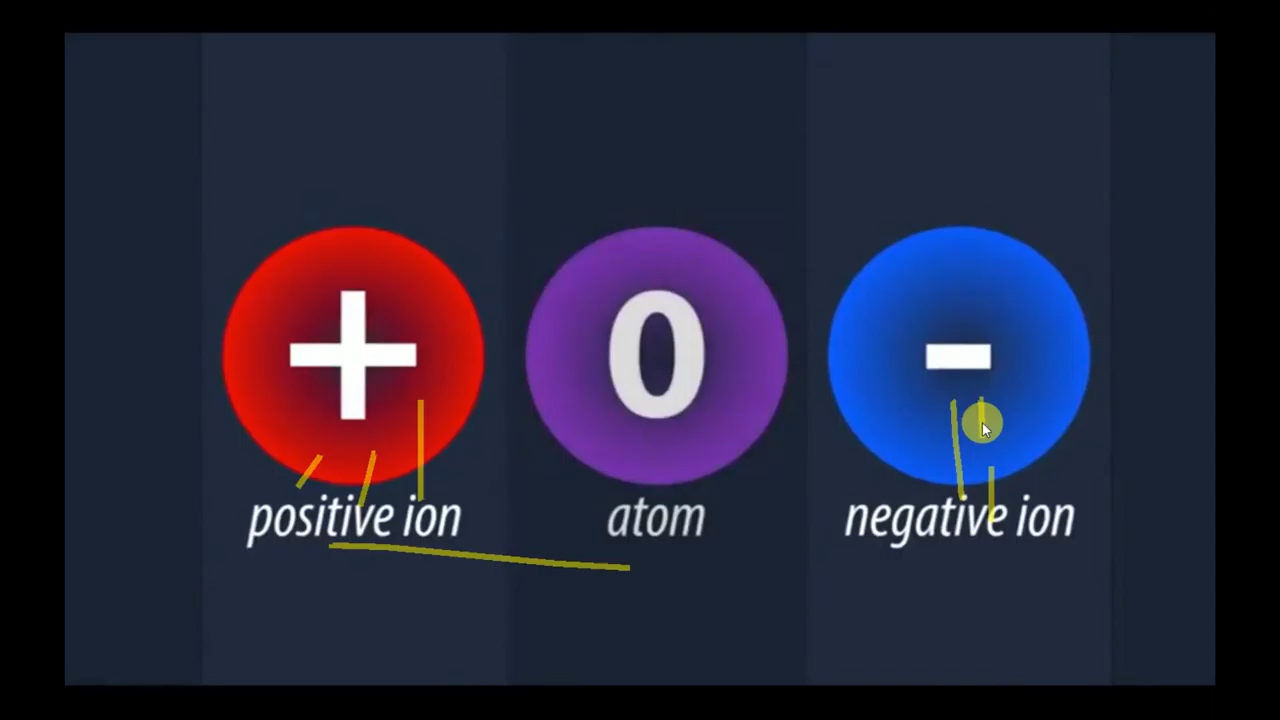 + 0 -
positive ion atom negative ion